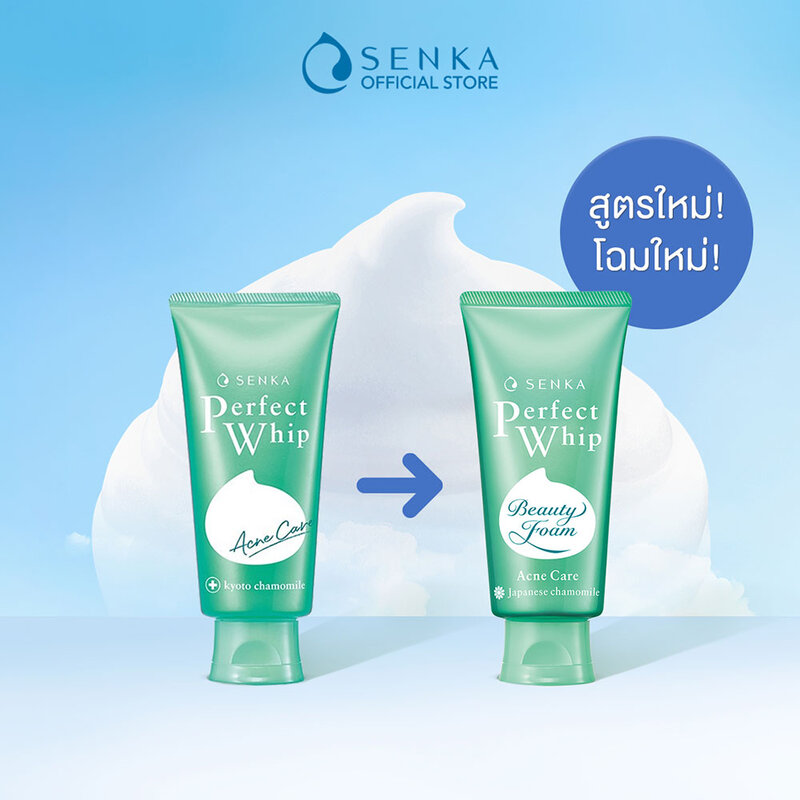 SENKA
OFFICIAL STORE
สูตรใหม่!
โฉมใหม่!
SENKA
Perfect
Whip
Acne Care
kyoto chamomile
SENKA
Perfect
Whip
Beauty
Foam
Acne Care
Japanese chamomile